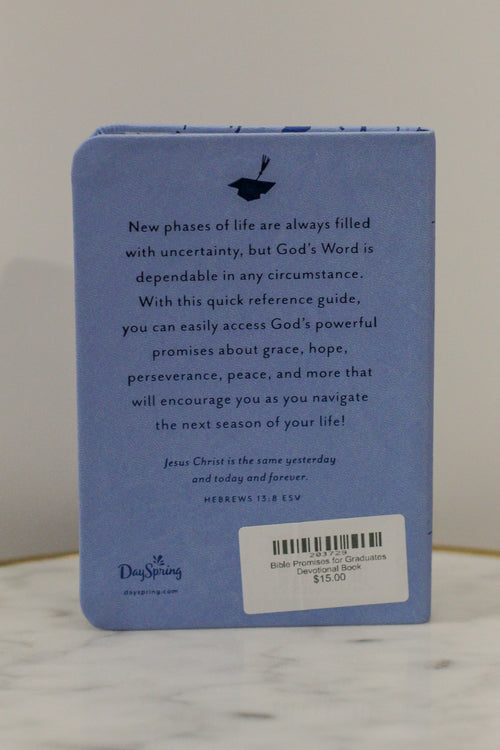 New phases of life are always filled
with uncertainty, but God's Word is
dependable in any circumstance.
With this quick reference guide,
you can easily access God's powerful
promises about grace, hope,
perseverance, peace, and more that
will encourage you as you navigate
the next season of your life!
Jesus Christ is the same yesterday
and today and forever.
HEBREWS 13:8 ESV
DaySpring
dayspring.com
203729
Bible Promises for Graduates
Devotional Book
$15.00